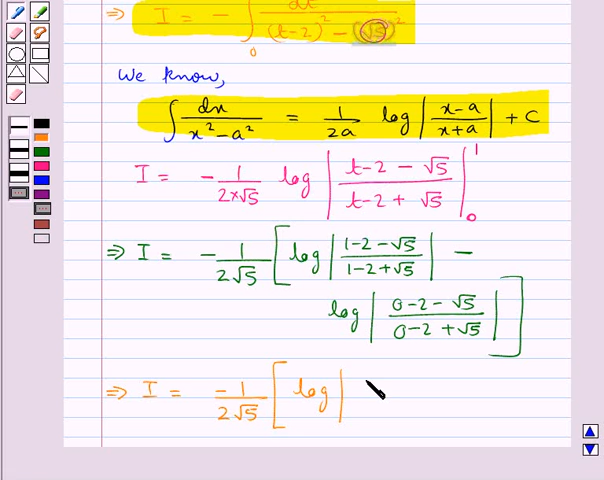 ⇒ I = - ∫₀ dt / (t-2)² - (√5)²
We know,
∫ dx / x² - a² = 1/2a log |x-a / x+a| + c
I = - 1/2×√5 log |t-2-√5 / t-2+√5|₀¹
⇒ I = - 1/2√5 [log |1-2-√5 / 1-2+√5| -
log |0-2-√5 / 0-2+√5|]
⇒ I = -1/2√5 [log |